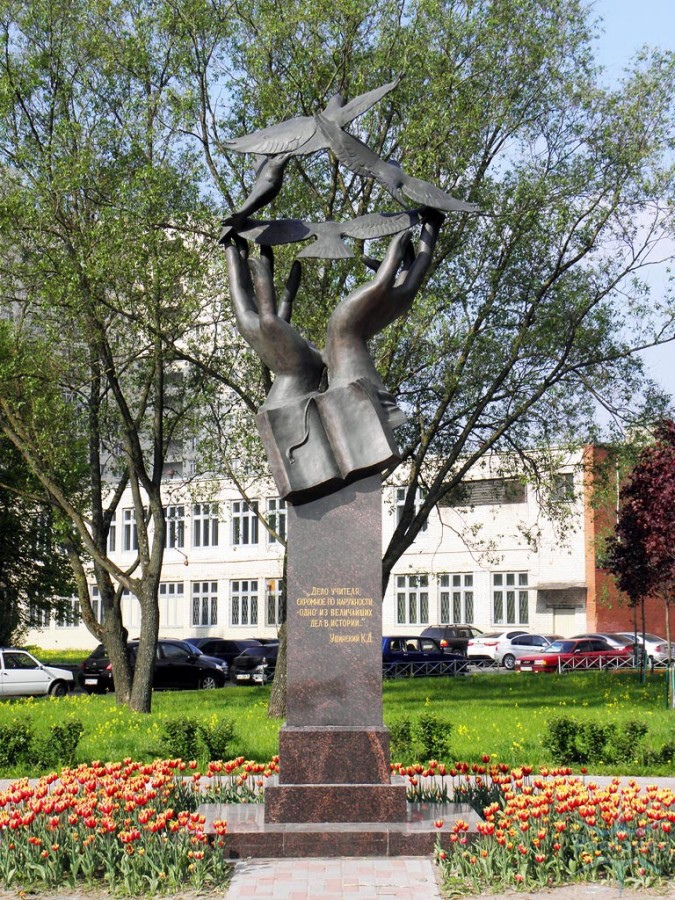 „Дело учителя,
скромное по наружности
–одно из величайших
дел в истории."
Ушинский К.Д.